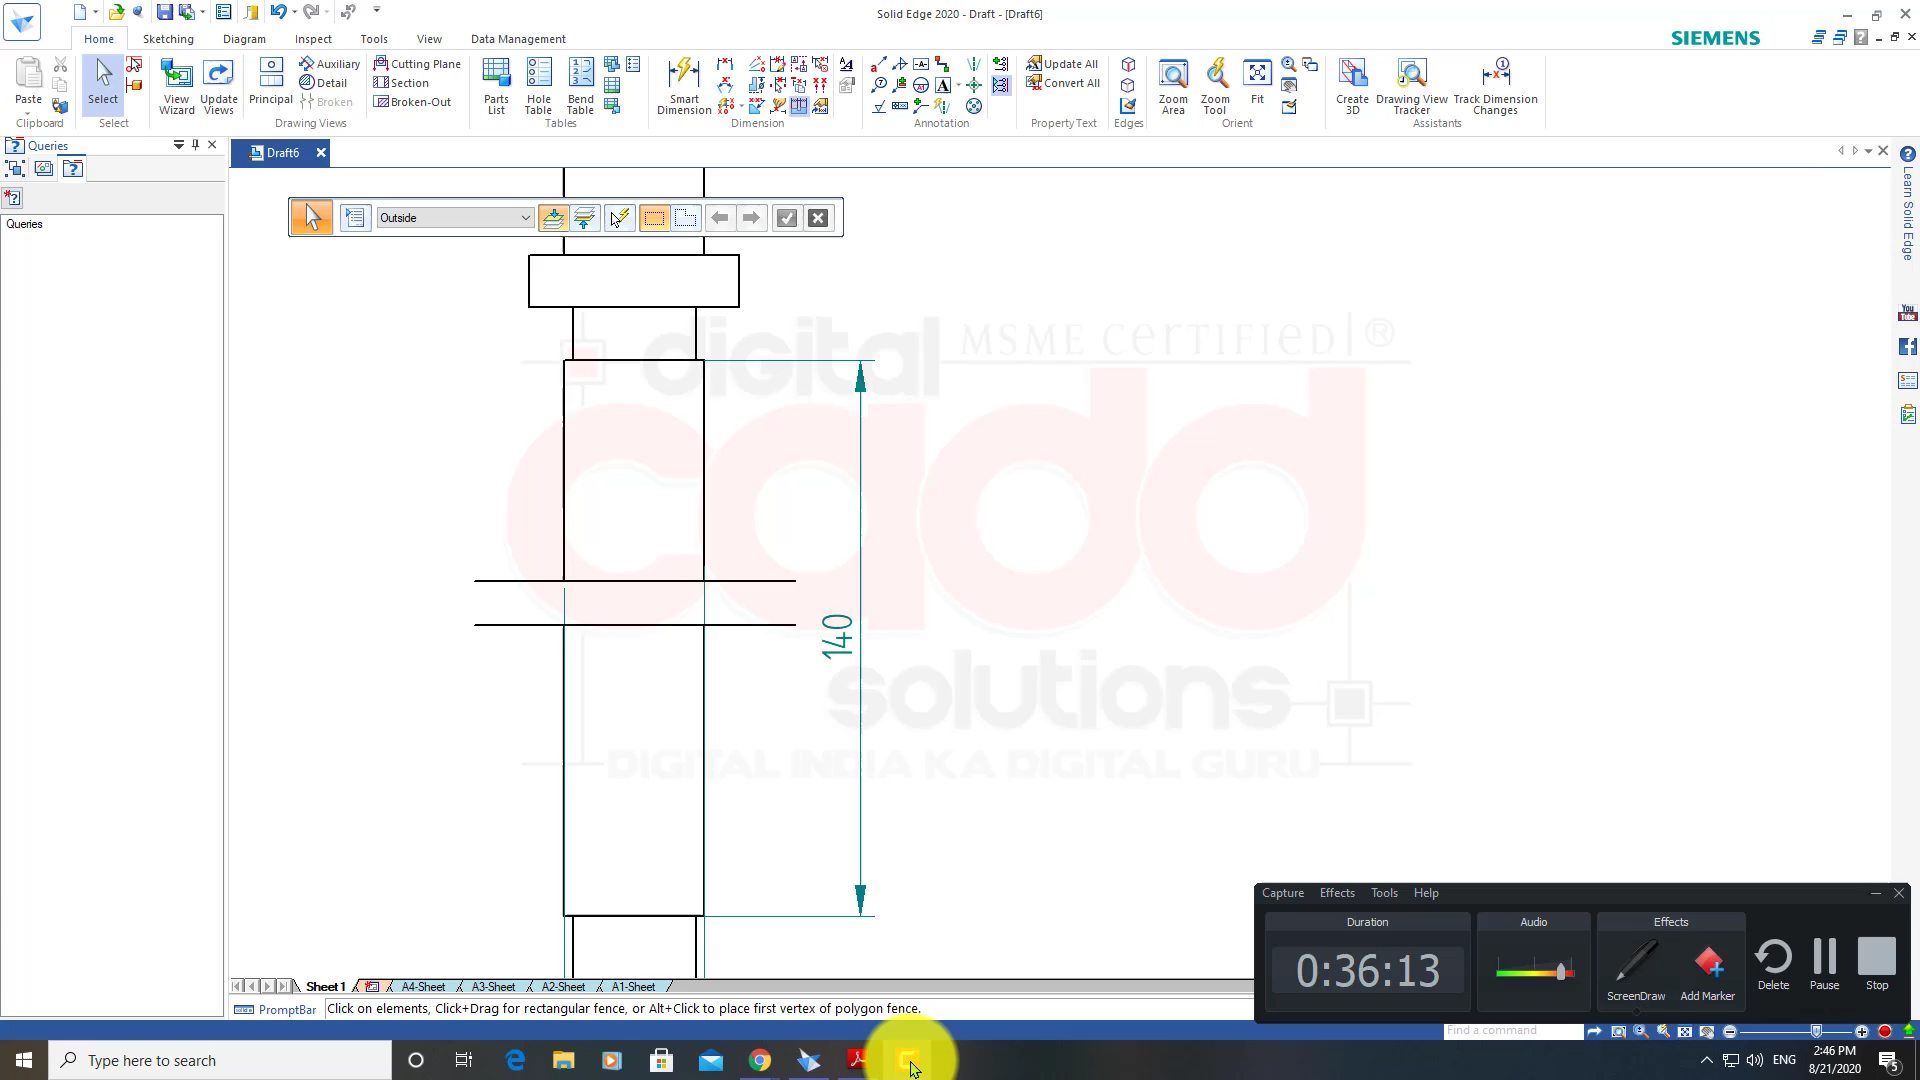 Solid Edge 2020 - Draft - [Draft6]
Home Sketching Diagram Inspect Tools View Data Management
SIEMENS
Paste
Clipboard
Select
Select
View Wizard
Update Views
Principal
Auxiliary
Detail
Broken
Cutting Plane
Section
Broken-Out
Drawing Views
Parts List
Hole Table
Bend Table
Tables
Smart Dimension
Dimension
Annotation
Update All
Convert All
Property Text
Edges
Zoom Area
Zoom Tool
Fit
Orient
Create 3D
Drawing View Tracker
Track Dimension Changes
Assistants
Queries
Draft6
Queries
Outside
Learn Solid Edge
You Tube
digital MSME certified ®
cadd
solutions
DIGITAL INDIA KA DIGITAL GURU
140
Capture Effects Tools Help
Duration
Audio
Effects
0:36:13
ScreenDraw
Add Marker
Delete
Pause
Stop
Sheet 1 A4-Sheet A3-Sheet A2-Sheet A1-Sheet
PromptBar
Click on elements, Click+Drag for rectangular fence, or Alt+Click to place first vertex of polygon fence.
Find a command
Type here to search
ENG
2:46 PM
8/21/2020
5